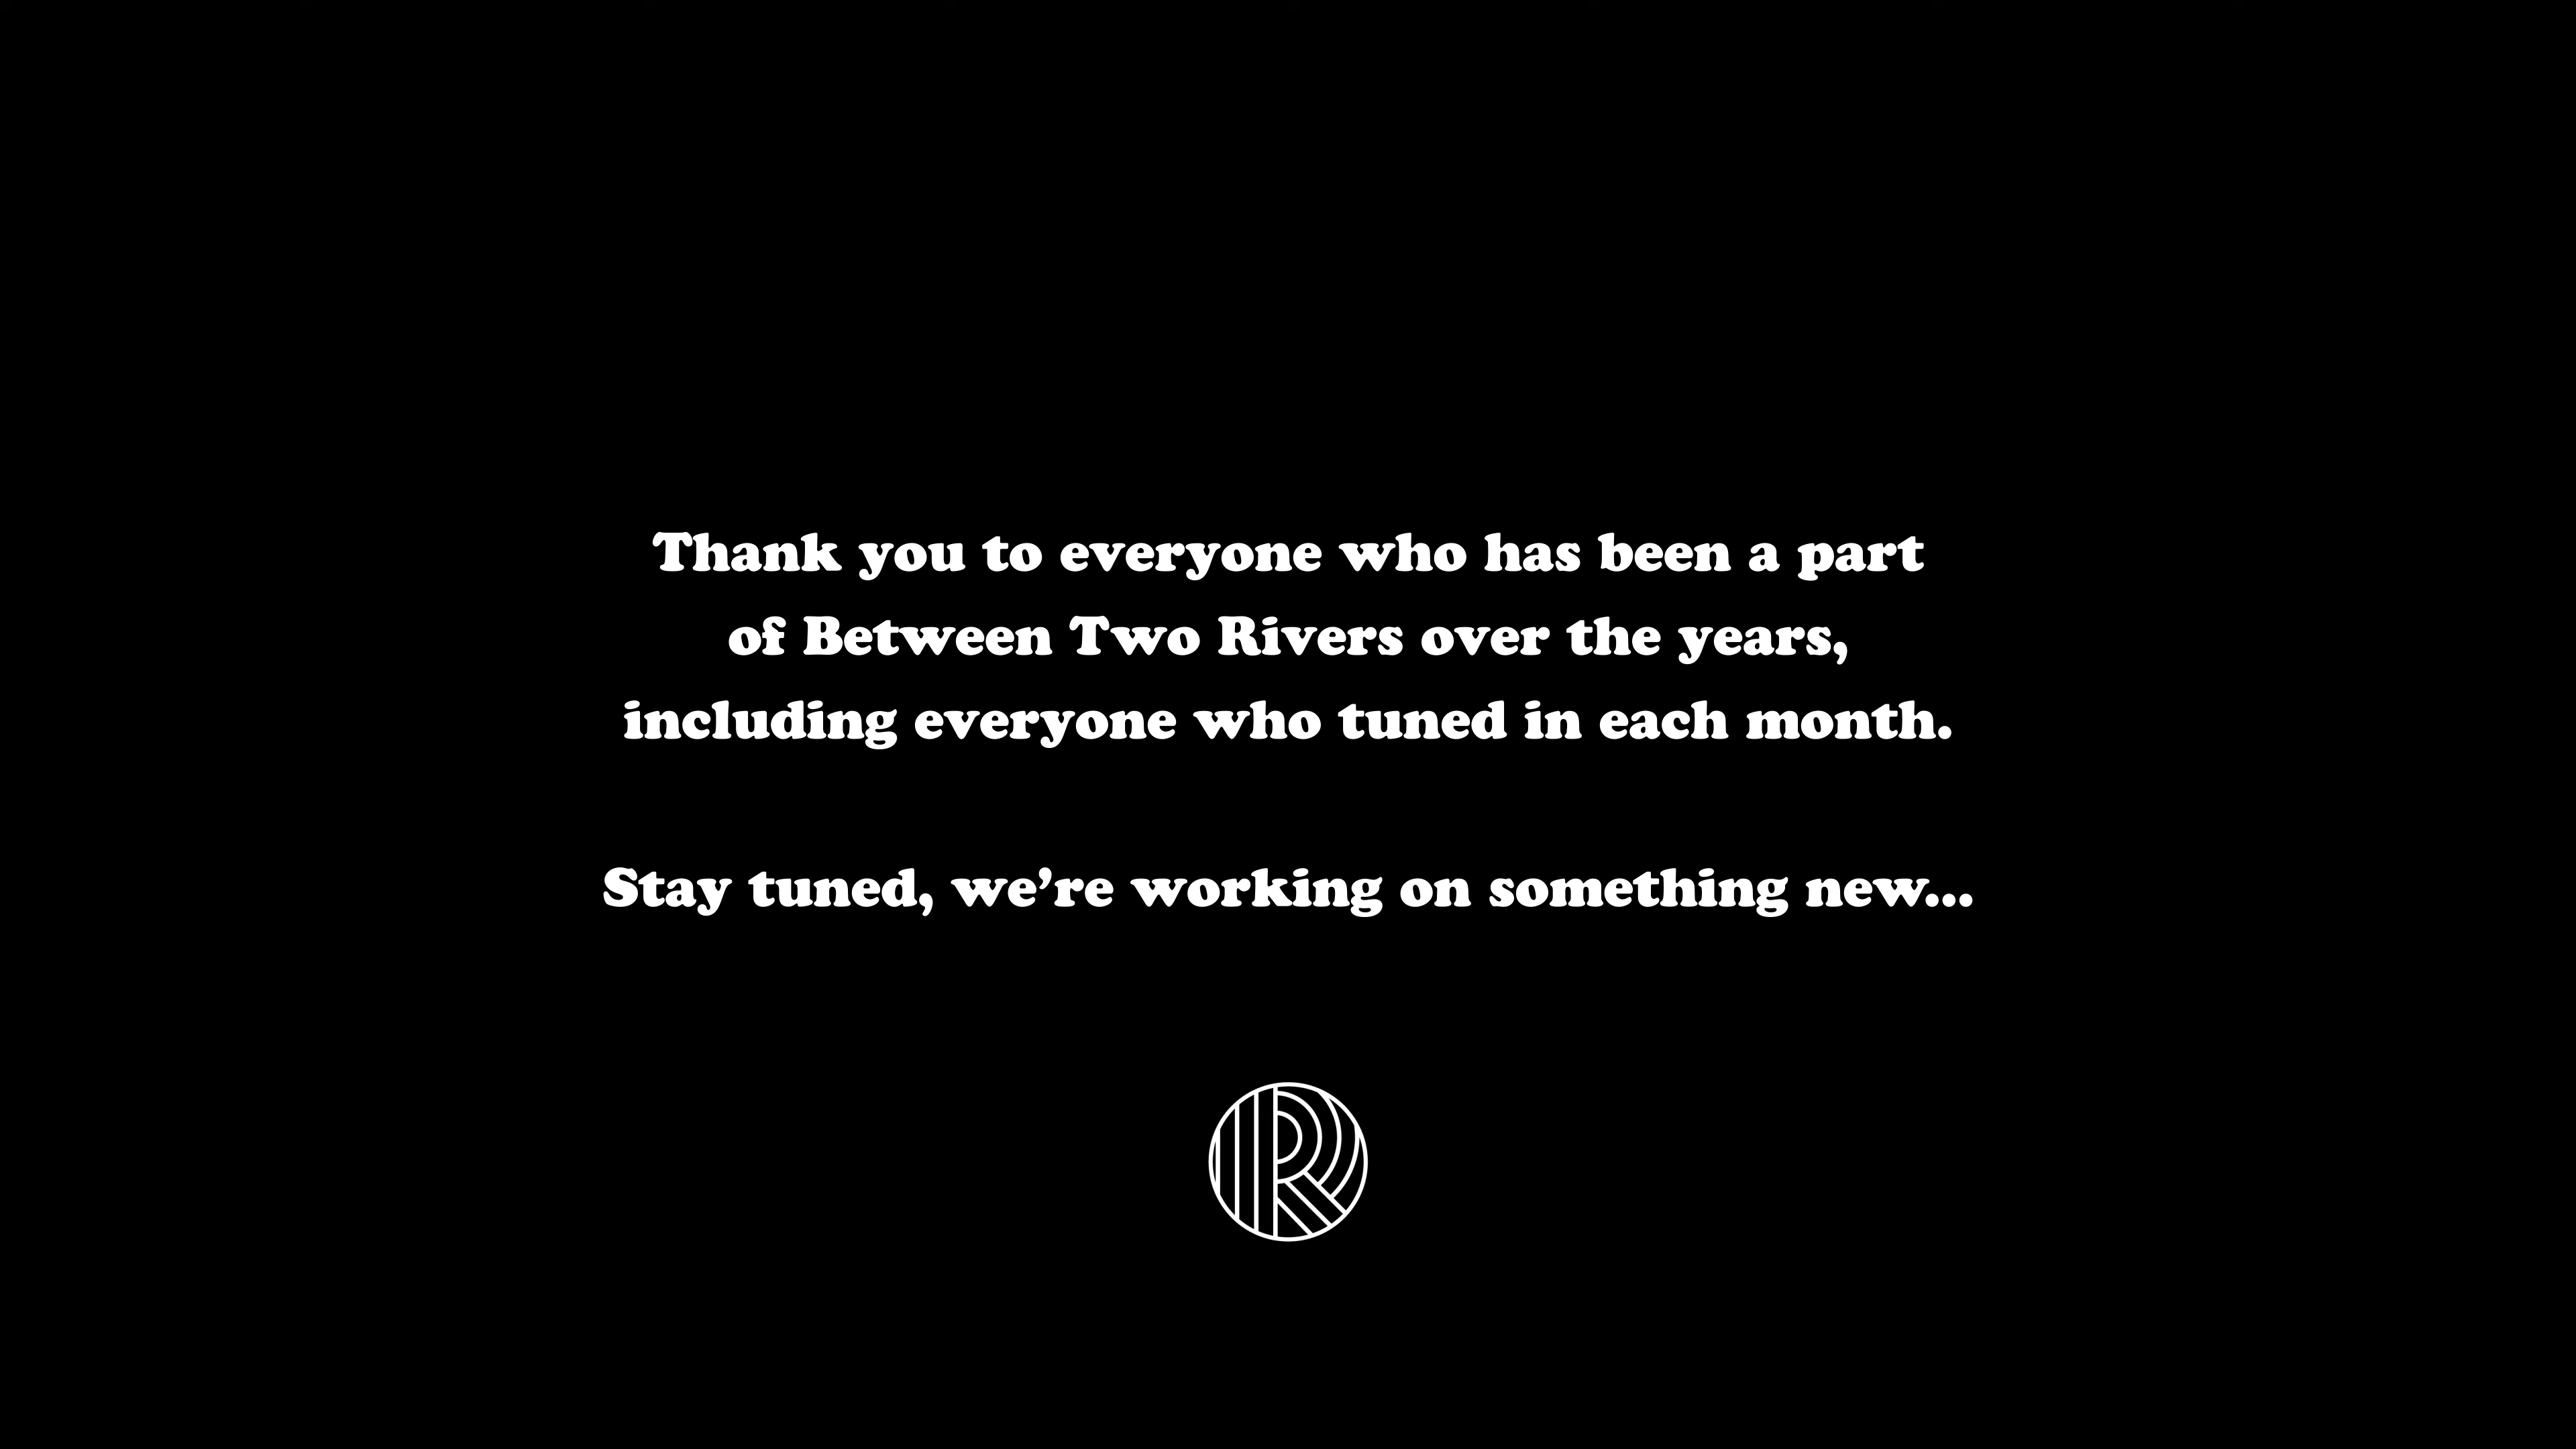 Thank you to everyone who has been a part
of Between Two Rivers over the years,
including everyone who tuned in each month.
Stay tuned, we’re working on something new...
R